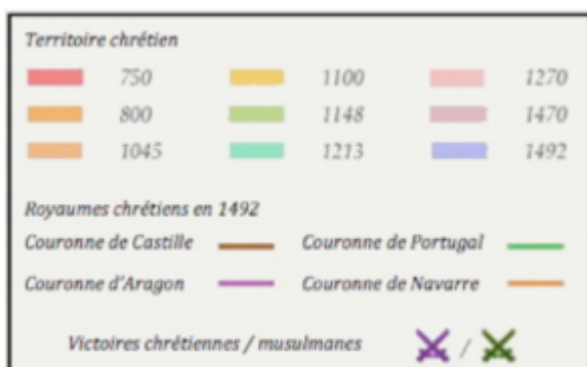 Territoire chrétien
750 1100 1270
800 1148 1470
1045 1213 1492
Royaumes chrétiens en 1492
Couronne de Castille Couronne de Portugal
Couronne d'Aragon Couronne de Navarre
Victoires chrétiennes / musulmanes /